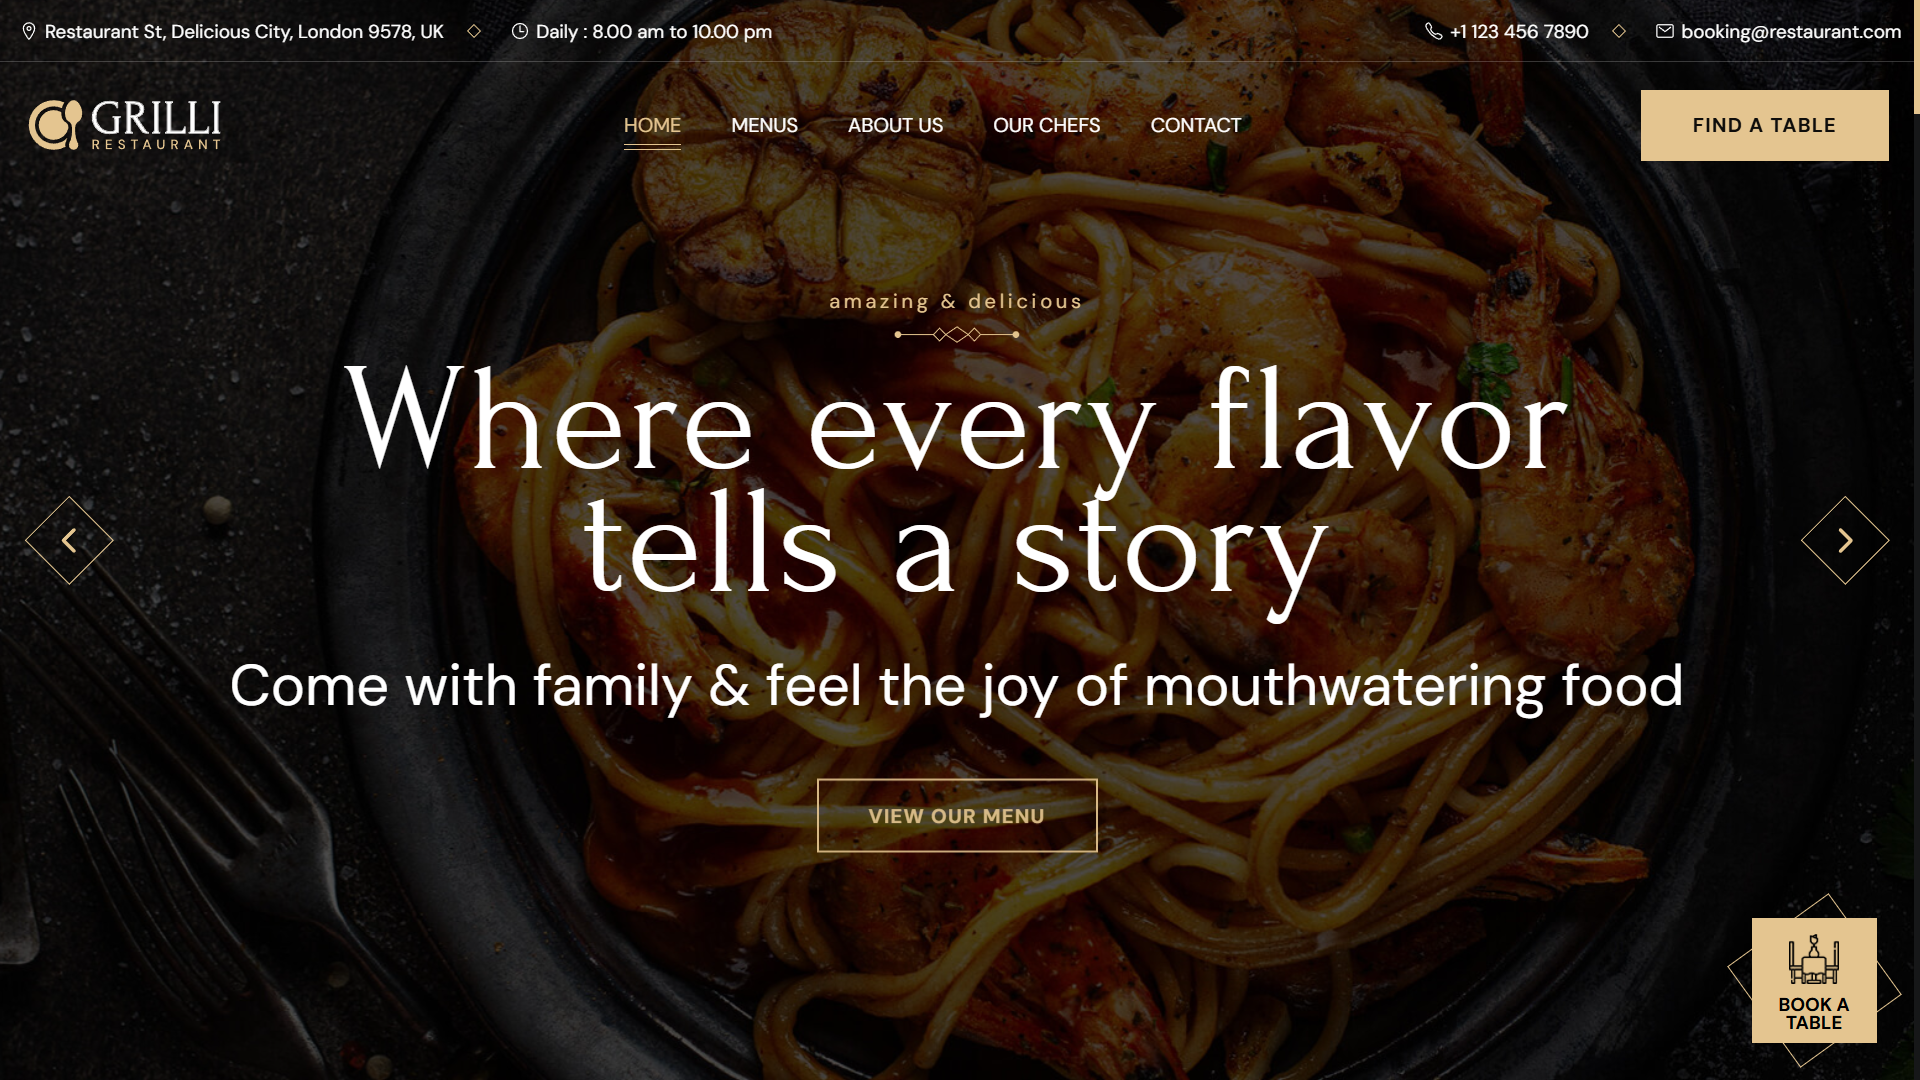 Restaurant St, Delicious City, London 9578, UK
Daily : 8.00 am to 10.00 pm
+1 123 456 7890
booking@restaurant.com
GRILLI
RESTAURANT
HOME
MENUS
ABOUT US
OUR CHEFS
CONTACT
FIND A TABLE
amazing & delicious
Where every flavor
tells a story
Come with family & feel the joy of mouthwatering food
VIEW OUR MENU
BOOK A
TABLE